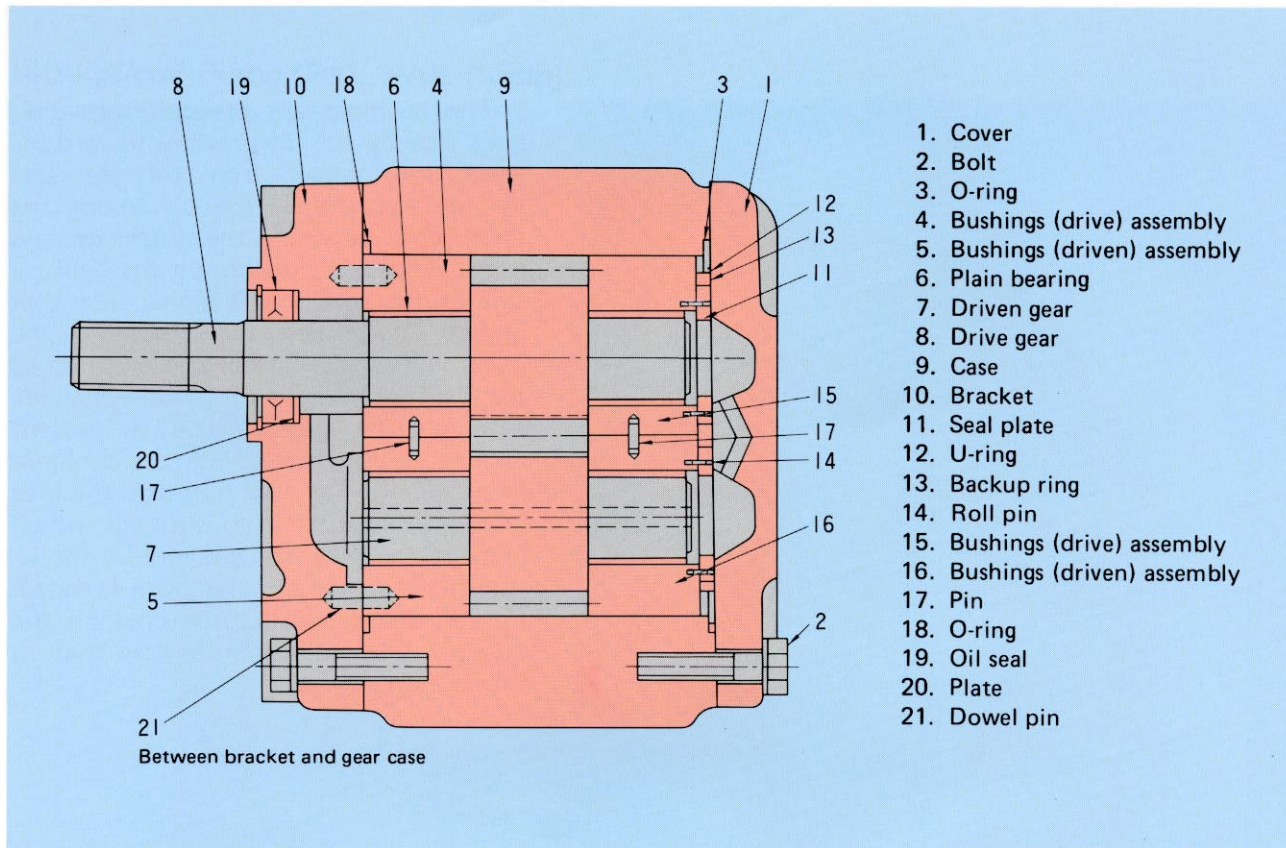 8 19 10 18 6 4 9 3 1
12
13
11
15
17
14
16
2
20
17
7
5
21
Between bracket and gear case
1. Cover
2. Bolt
3. O-ring
4. Bushings (drive) assembly
5. Bushings (driven) assembly
6. Plain bearing
7. Driven gear
8. Drive gear
9. Case
10. Bracket
11. Seal plate
12. U-ring
13. Backup ring
14. Roll pin
15. Bushings (drive) assembly
16. Bushings (driven) assembly
17. Pin
18. O-ring
19. Oil seal
20. Plate
21. Dowel pin